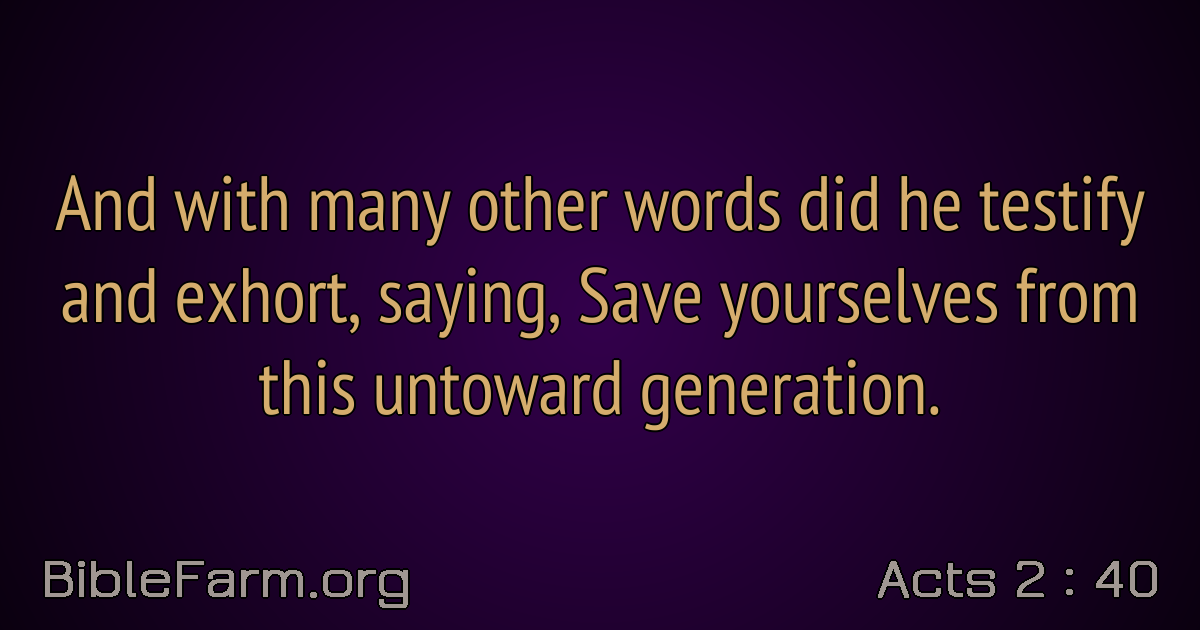 And with many other words did he testify
and exhort, saying, Save yourselves from
this untoward generation.
BibleFarm.org
Acts 2 : 40